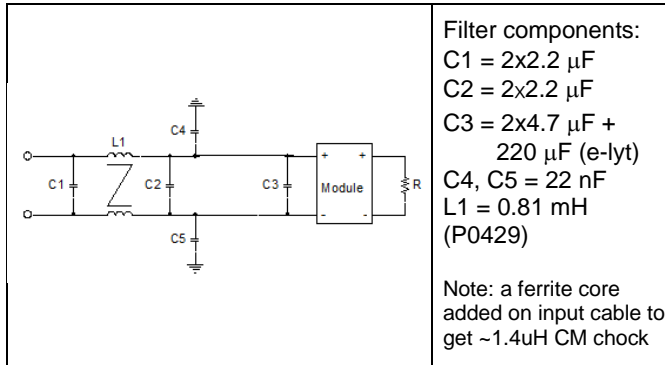 Filter components:
C1 = 2x2.2 μF
C2 = 2x2.2 μF
C3 = 2x4.7 μF +
220 μF (e-lyt)
C4, C5 = 22 nF
L1 = 0.81 mH
(P0429)
Note: a ferrite core
added on input cable to
get ~1.4uH CM chock
C4
L1
C1
C2
C3
+ +
Module
- -
R
C5